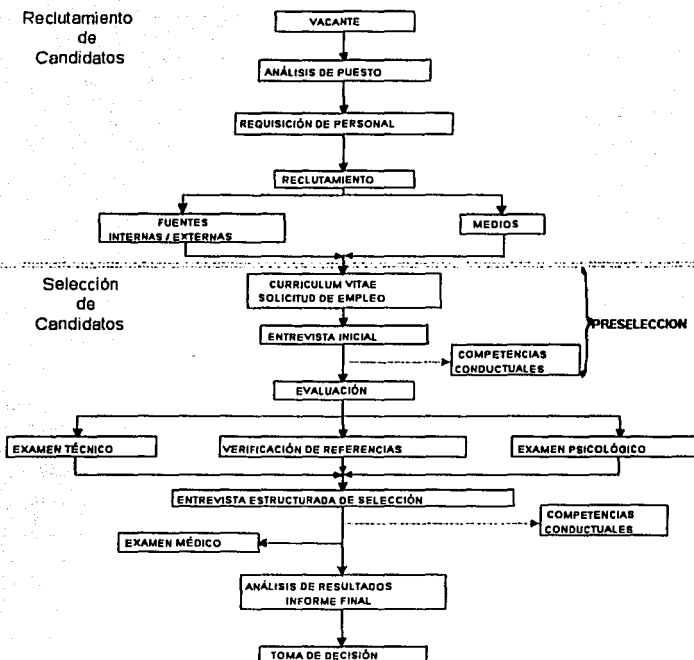 Reclutamiento
de
Candidatos
VACANTE
ANÁLISIS DE PUESTO
REQUISICIÓN DE PERSONAL
RECLUTAMIENTO
FUENTES
INTERNAS / EXTERNAS
MEDIOS
Selección
de
Candidatos
CURRICULUM VITAE
SOLICITUD DE EMPLEO
PRESELECCION
ENTREVISTA INICIAL
COMPETENCIAS
CONDUCTUALES
EVALUACIÓN
EXAMEN TÉCNICO
VERIFICACIÓN DE REFERENCIAS
EXAMEN PSICOLÓGICO
ENTREVISTA ESTRUCTURADA DE SELECCIÓN
COMPETENCIAS
CONDUCTUALES
EXAMEN MÉDICO
ANÁLISIS DE RESULTADOS
INFORME FINAL
TOMA DE DECISIÓN